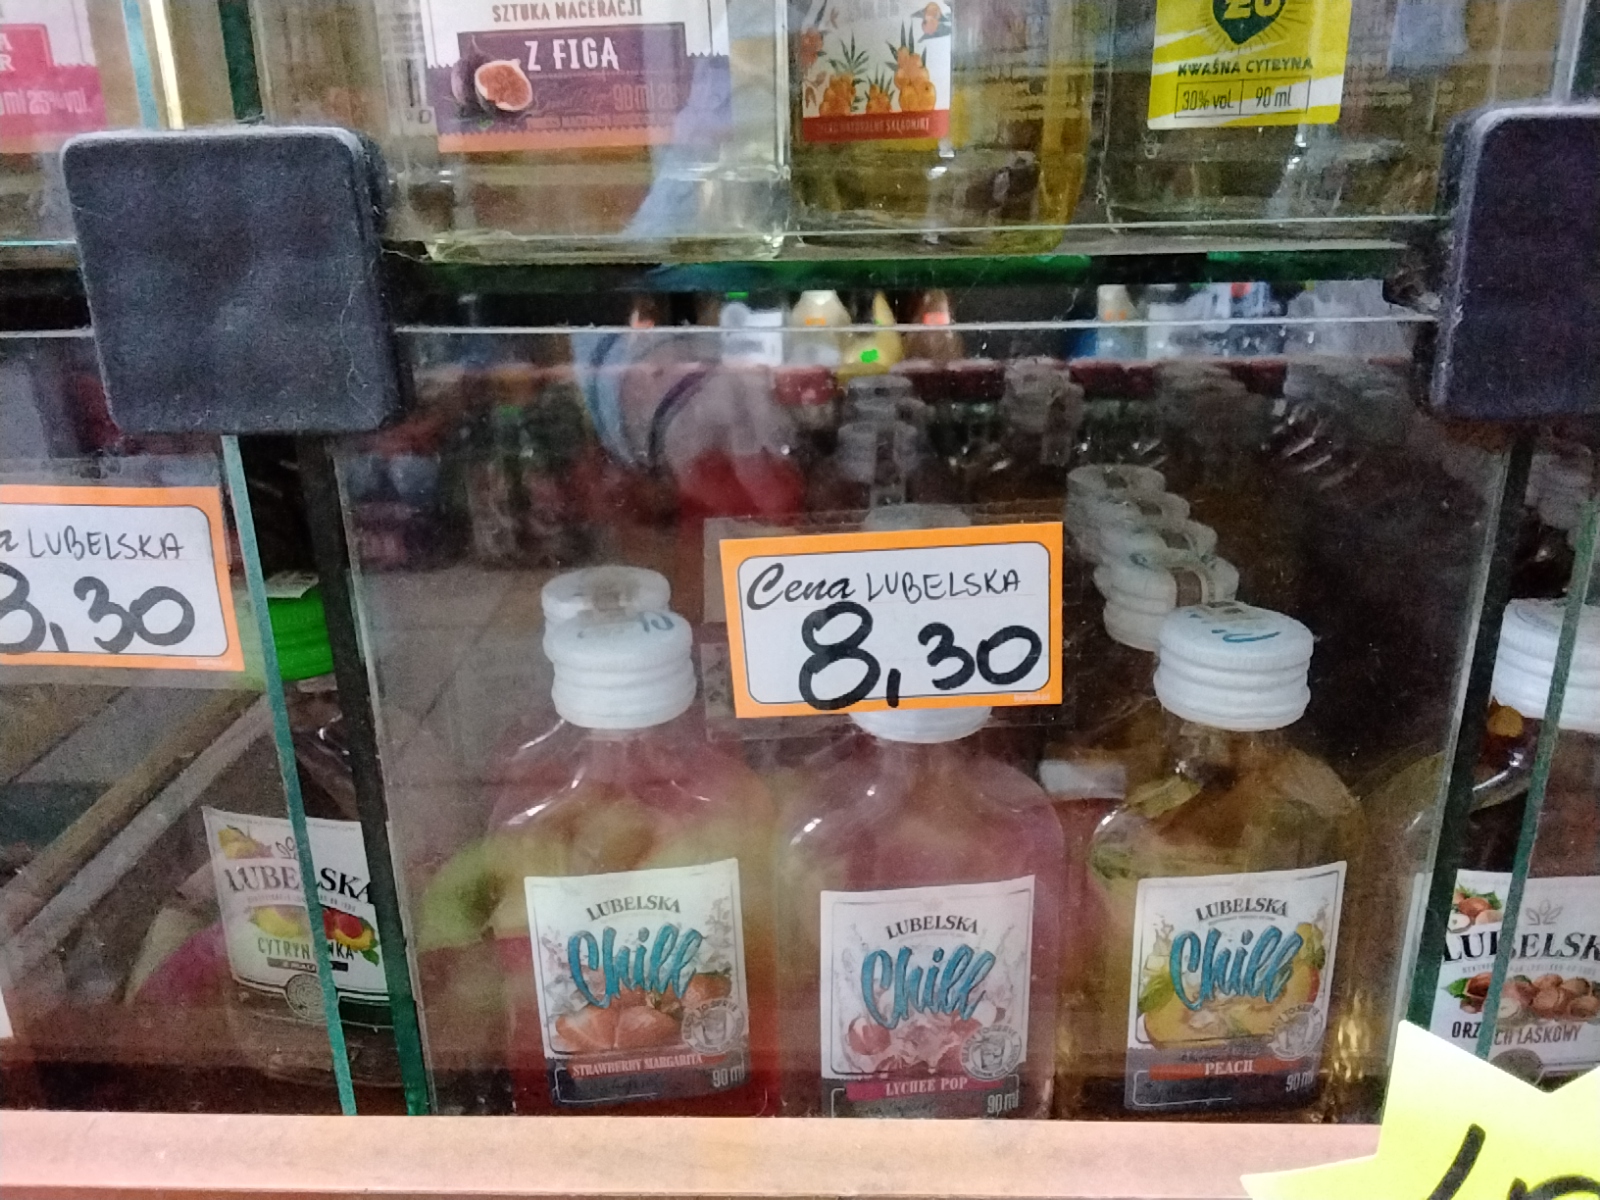 SZTUKA MACERACJI
Z FIGĄ
90 ml
KWAŚNA CYTRYNA
30% vol. 90 ml
LUBELSKA
8,30
Cena LUBELSKA
8,30
LUBELSKA
CYTRYNÓWKA
LUBELSKA
Chill
STRAWBERRY MARGARITA
90 ml
LUBELSKA
Chill
LYCHEE POP
90 ml
LUBELSKA
Chill
PEACH
90 ml
LUBELSK
ORZECH LASKOWY